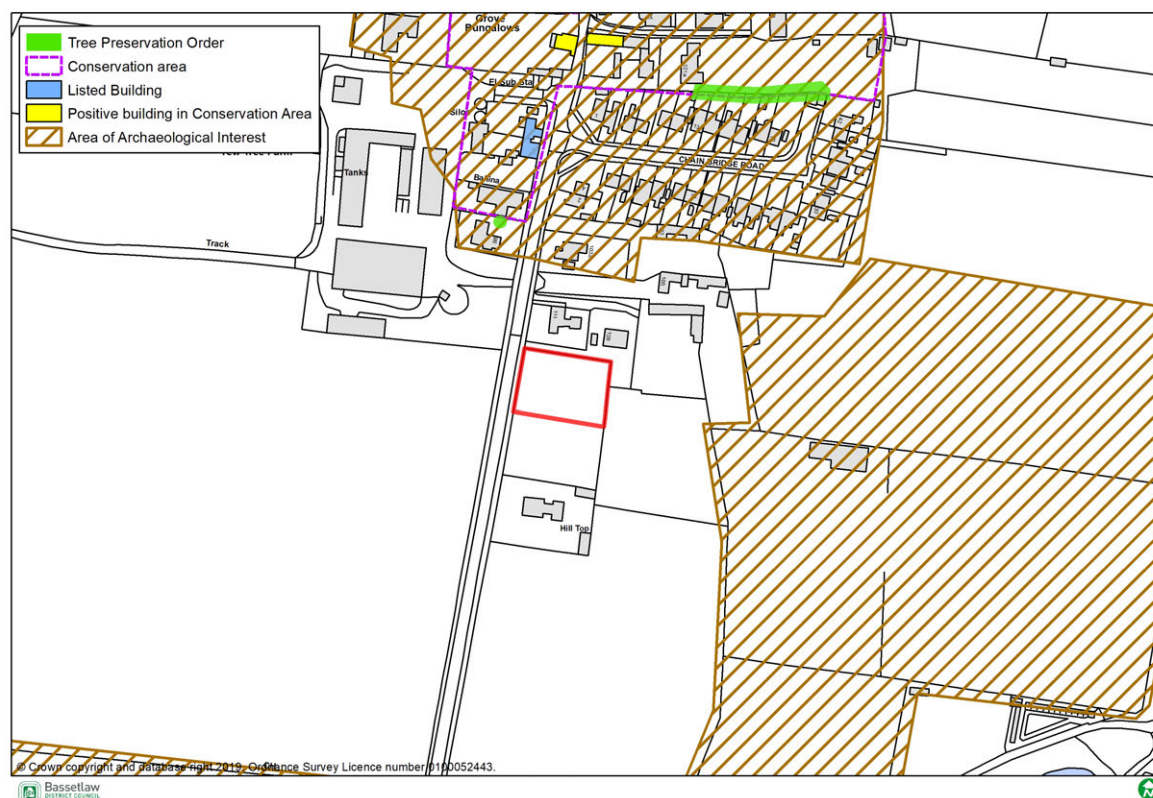 Tree Preservation Order
Conservation area
Listed Building
Positive building in Conservation Area
Area of Archaeological Interest
Grove
Bungalows
El Sub Sta
Silos
CHAIN BRIDGE ROAD
Tanks
Track
Hill Top
© Crown copyright and database right 2019. Ordnance Survey Licence number 0100052443.
Bassetlaw
DISTRICT COUNCIL
N